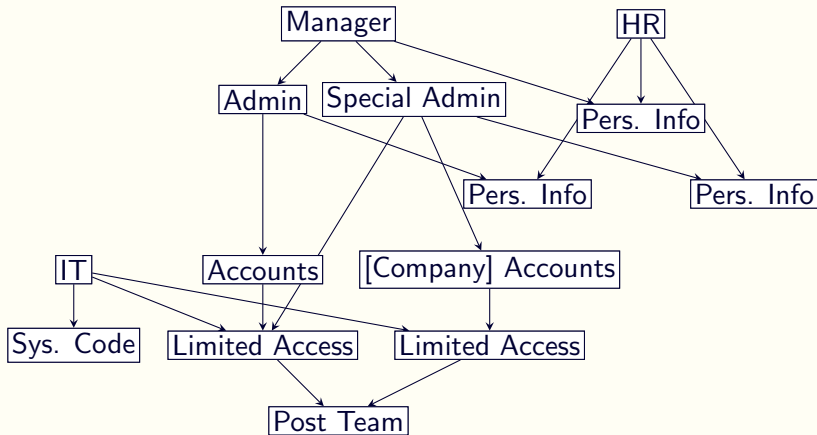 Manager
HR
Admin
Special Admin
Pers. Info
Pers. Info
Pers. Info
IT
Accounts
[Company] Accounts
Sys. Code
Limited Access
Limited Access
Post Team